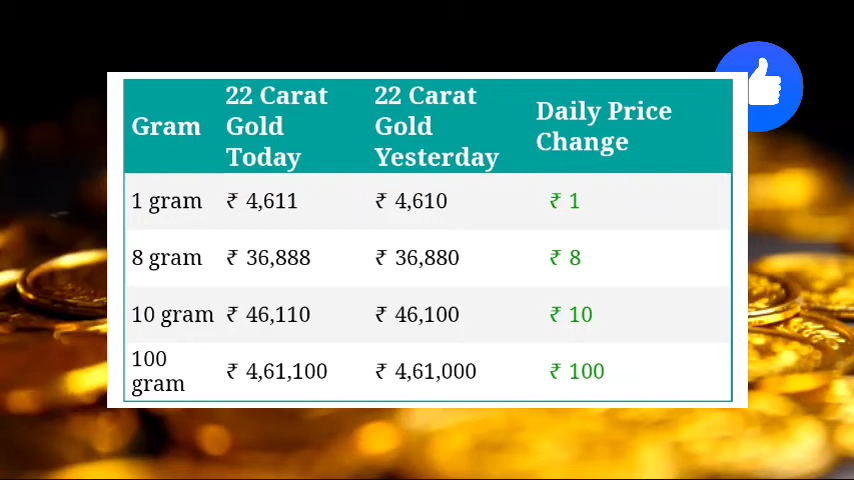 Gram 22 Carat Gold Today 22 Carat Gold Yesterday Daily Price Change
1 gram ₹ 4,611 ₹ 4,610 ₹ 1
8 gram ₹ 36,888 ₹ 36,880 ₹ 8
10 gram ₹ 46,110 ₹ 46,100 ₹ 10
100 gram ₹ 4,61,100 ₹ 4,61,000 ₹ 100